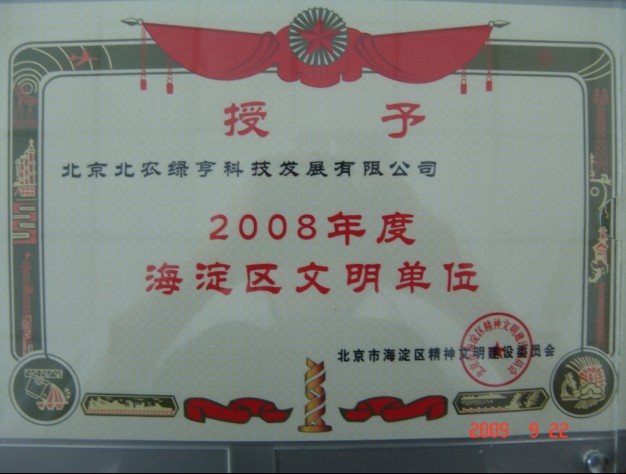 授予
北京北农绿亨科技发展有限公司
2008年度
海淀区文明单位
北京市海淀区精神文明建设委员会
2009 9 22